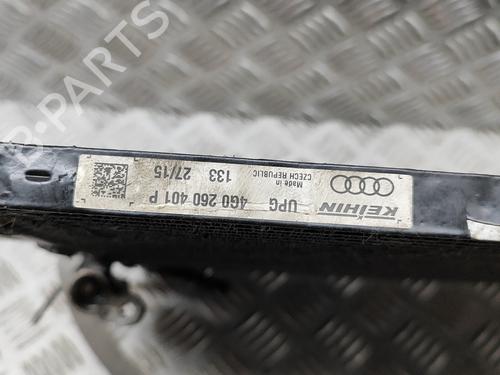 KEIHIN
UPG
4G0 260 401 P
Made in
CZECH REPUBLIC
133
27/15
B-PARTS